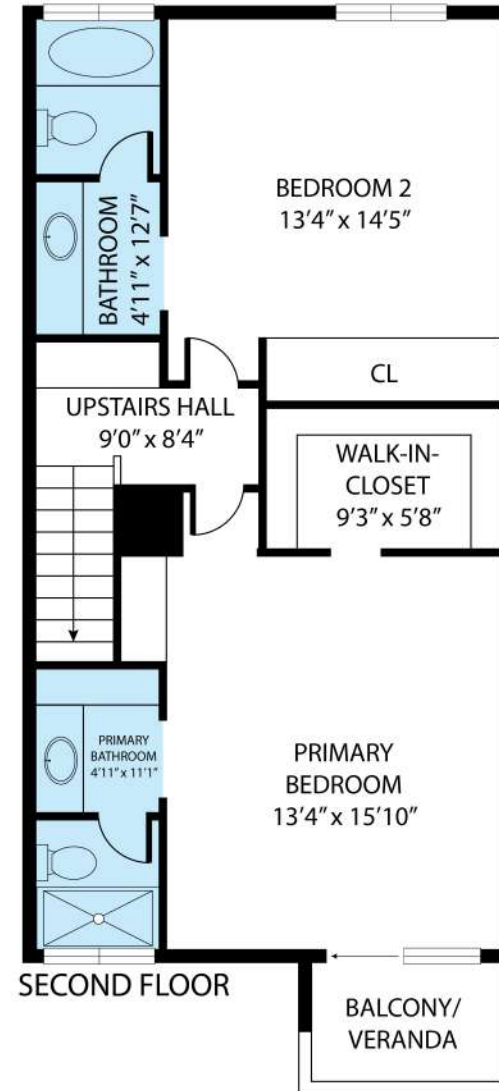 BEDROOM 2
13’4” x 14’5”
BATHROOM
4’11” x 12’7”
CL
UPSTAIRS HALL
9’0” x 8’4”
WALK-IN-
CLOSET
9’3” x 5’8”
PRIMARY
BATHROOM
4’11” x 11’1”
PRIMARY
BEDROOM
13’4” x 15’10”
SECOND FLOOR
BALCONY/
VERANDA